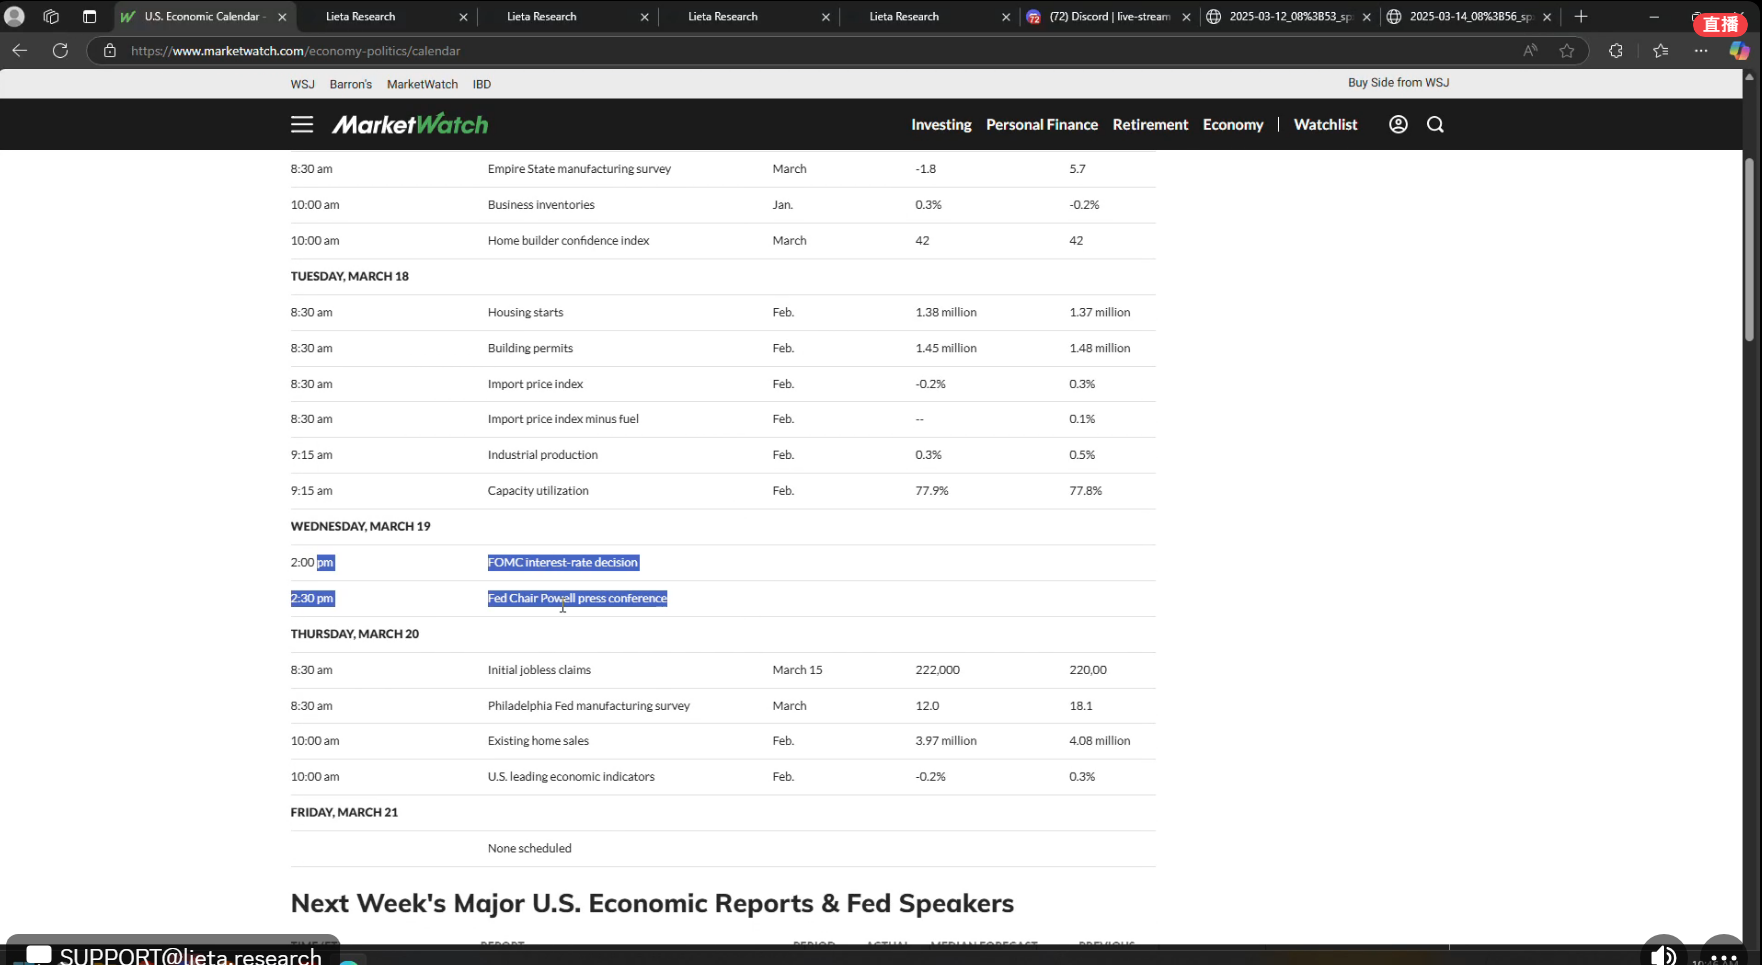 U.S. Economic Calendar -
Lieta Research
Lieta Research
Lieta Research
Lieta Research
(72) Discord | live-stream
2025-03-12_08%3B53_sp
2025-03-14_08%3B56_sp
直播
https://www.marketwatch.com/economy-politics/calendar
WSJ Barron's MarketWatch IBD Buy Side from WSJ
MarketWatch Investing Personal Finance Retirement Economy | Watchlist
8:30 am Empire State manufacturing survey March -1.8 5.7
10:00 am Business inventories Jan. 0.3% -0.2%
10:00 am Home builder confidence index March 42 42
TUESDAY, MARCH 18
8:30 am Housing starts Feb. 1.38 million 1.37 million
8:30 am Building permits Feb. 1.45 million 1.48 million
8:30 am Import price index Feb. -0.2% 0.3%
8:30 am Import price index minus fuel Feb. -- 0.1%
9:15 am Industrial production Feb. 0.3% 0.5%
9:15 am Capacity utilization Feb. 77.9% 77.8%
WEDNESDAY, MARCH 19
2:00 pm FOMC interest-rate decision
2:30 pm Fed Chair Powell press conference
THURSDAY, MARCH 20
8:30 am Initial jobless claims March 15 222,000 220,00
8:30 am Philadelphia Fed manufacturing survey March 12.0 18.1
10:00 am Existing home sales Feb. 3.97 million 4.08 million
10:00 am U.S. leading economic indicators Feb. -0.2% 0.3%
FRIDAY, MARCH 21
None scheduled
Next Week's Major U.S. Economic Reports & Fed Speakers
SUPPORT@lieta.research